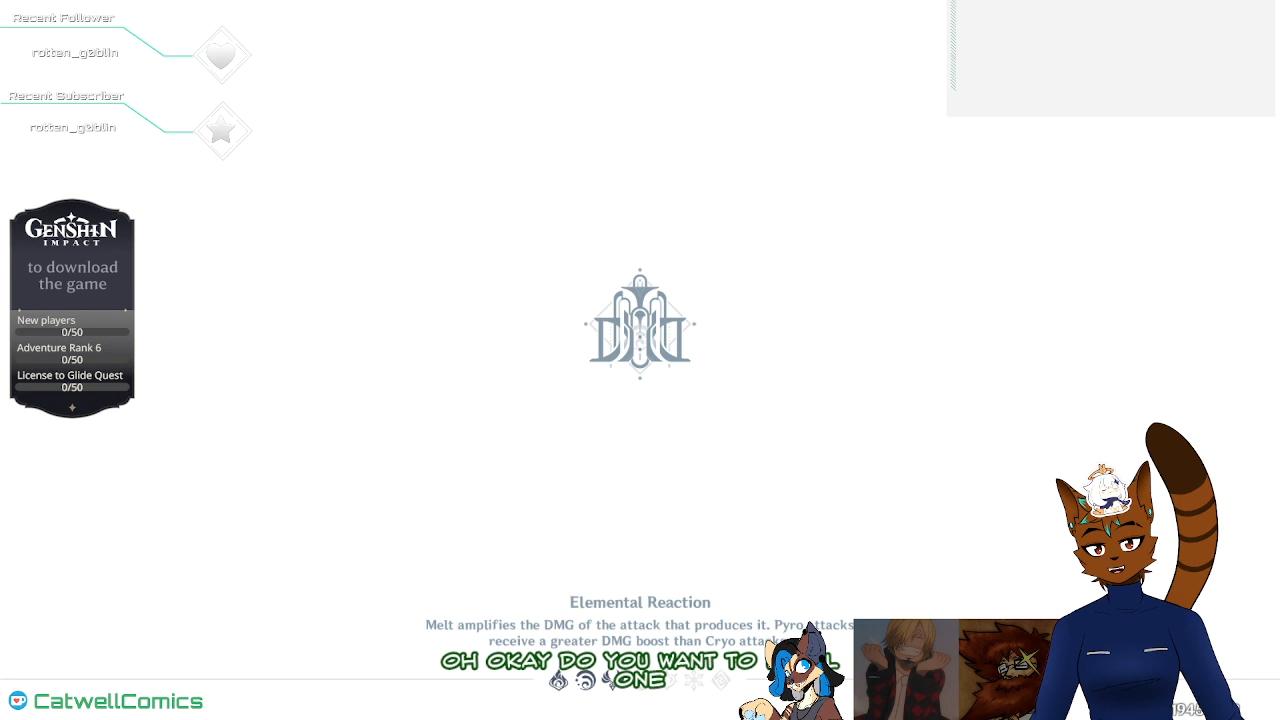 Recent Follower
rotten_g0blin
Recent Subscriber
rotten_g0blin
GENSHIN
IMPACT
to download
the game
New players
0/50
Adventure Rank 6
0/50
License to Glide Quest
0/50
Elemental Reaction
Melt amplifies the DMG of the attack that produces it. Pyro attacks
receive a greater DMG boost than Cryo
OH OKAY DO YOU WANT TO
ONE
CatwellComics